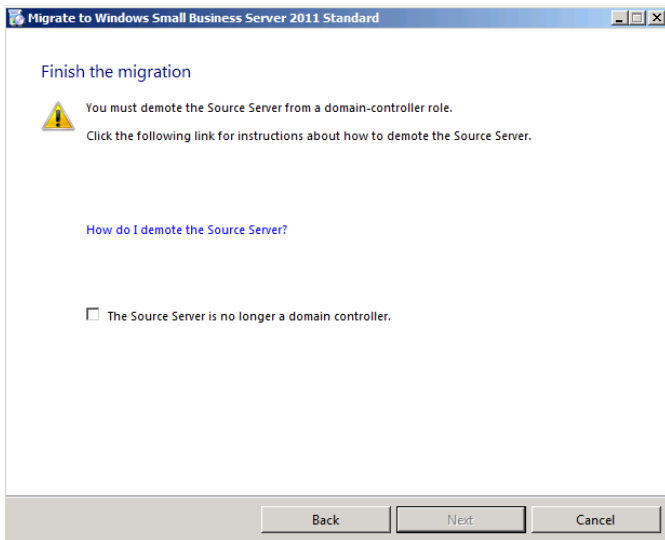 Migrate to Windows Small Business Server 2011 Standard
Finish the migration
You must demote the Source Server from a domain-controller role.
Click the following link for instructions about how to demote the Source Server.
How do I demote the Source Server?
The Source Server is no longer a domain controller.
Back
Next
Cancel